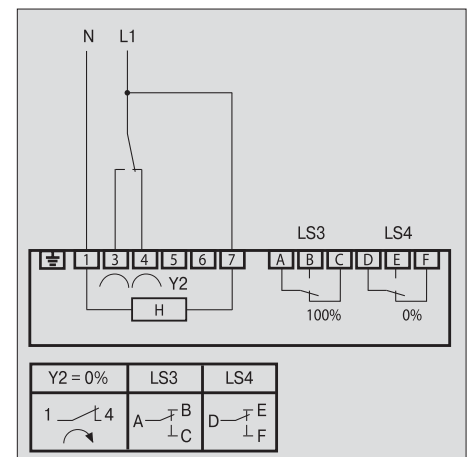 N L1
LS3 LS4
1 3 4 5 6 7 A B C D E F
Y2
H
100% 0%
Y2 = 0% LS3 LS4
1 4 A B C D E F